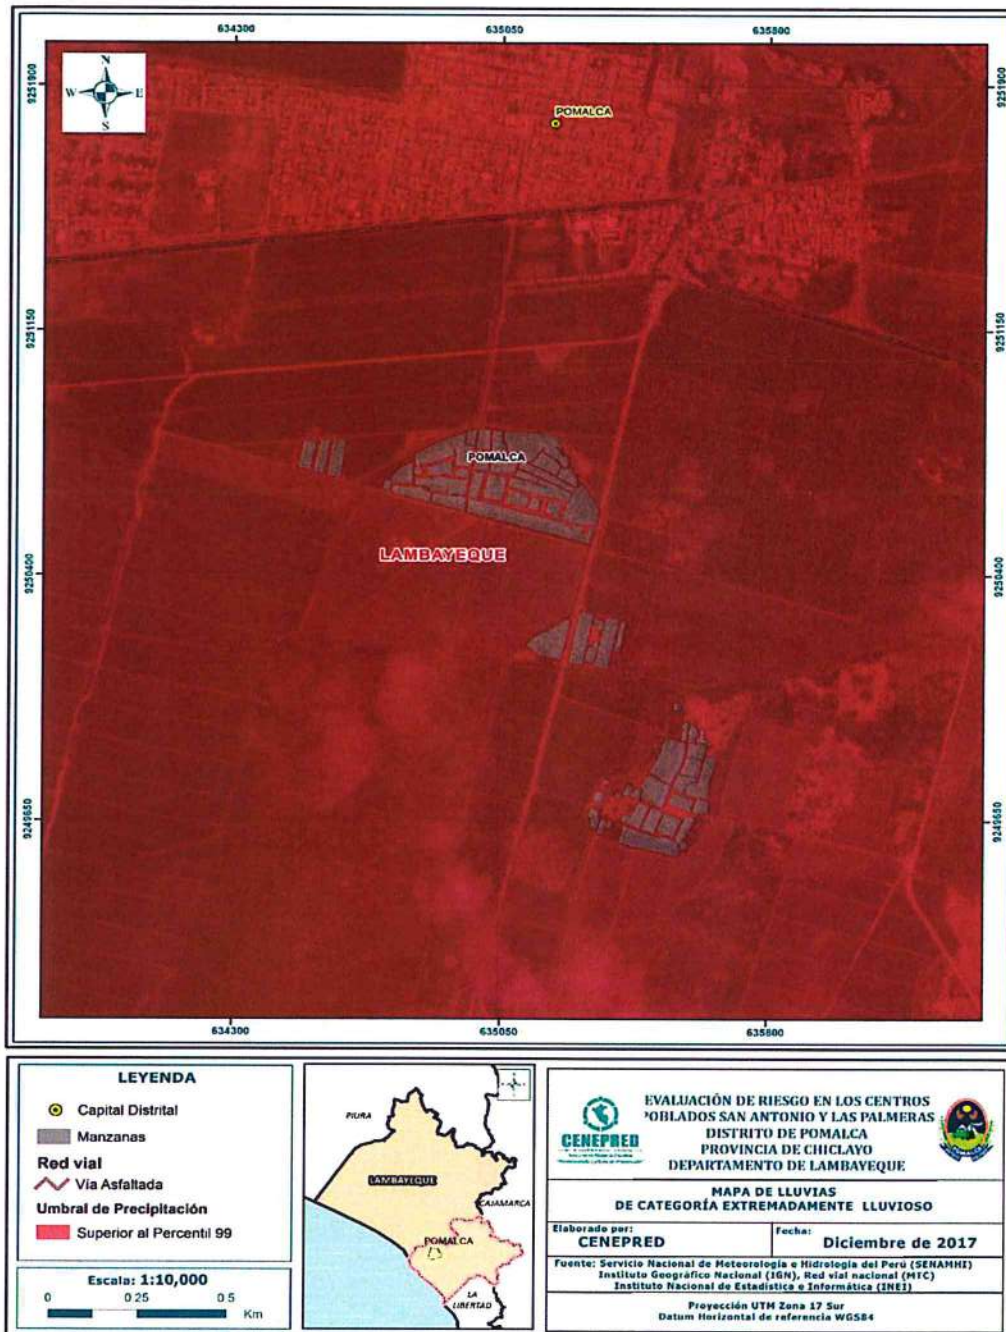 634300 635050 635800
9251900 9251900
N
W E
S
POMALCA
9251150 9251150
POMALCA
LAMBAYEQUE
9250400 9250400
9249650 9249650
634300 635050 635800
LEYENDA
Capital Distrital
Manzanas
Red vial
Vía Asfaltada
Umbral de Precipitación
Superior al Percentil 99
Escala: 1:10,000
0 0.25 0.5
Km
PIURA
LAMBAYEQUE
CAJAMARCA
POMALCA
LA
LIBERTAD
CENEPRED
EVALUACIÓN DE RIESGO EN LOS CENTROS
POBLADOS SAN ANTONIO Y LAS PALMERAS
DISTRITO DE POMALCA
PROVINCIA DE CHICLAYO
DEPARTAMENTO DE LAMBAYEQUE
MAPA DE LLUVIAS
DE CATEGORÍA EXTREMADAMENTE LLUVIOSO
Elaborado por:
CENEPRED
Fecha:
Diciembre de 2017
Fuente: Servicio Nacional de Meteorología e Hidrología del Perú (SENAMHI)
Instituto Geográfico Nacional (IGN), Red vial nacional (MTC)
Instituto Nacional de Estadística e Informática (INEI)
Proyección UTM Zona 17 Sur
Datum Horizontal de referencia WGS84